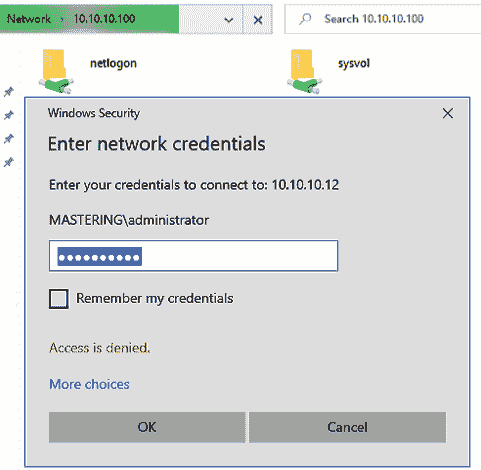 Network 10.10.10.100
Search 10.10.10.100
netlogon
sysvol
Windows Security
Enter network credentials
Enter your credentials to connect to: 10.10.10.12
MASTERING\administrator
●●●●●●●●●●
Remember my credentials
Access is denied.
More choices
OK
Cancel